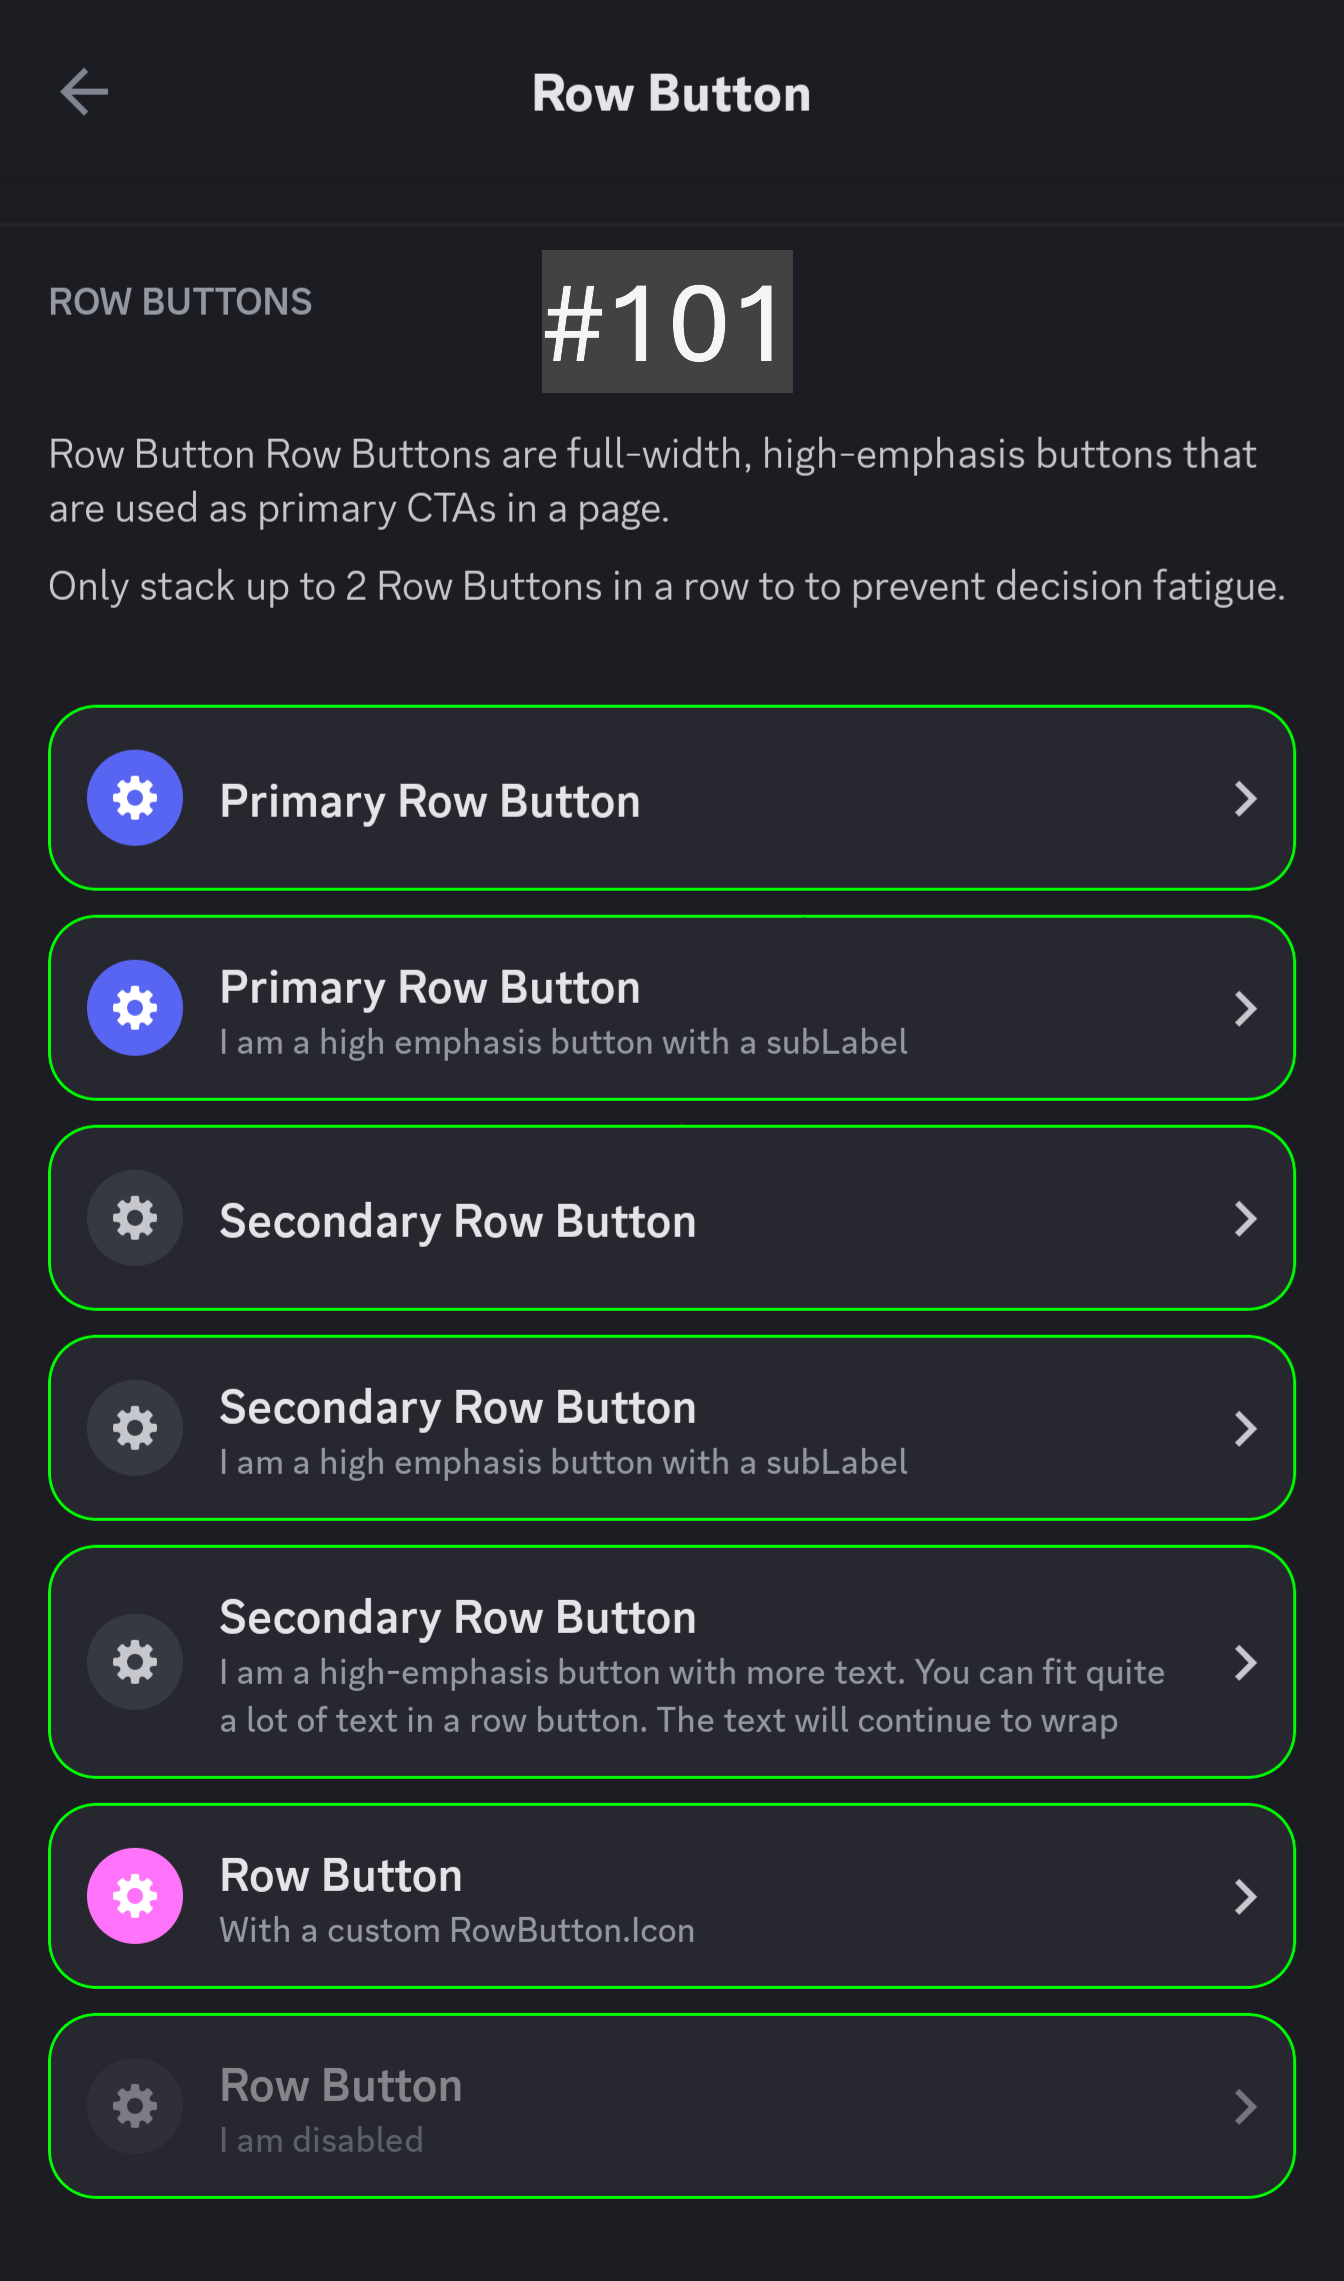 Row Button
ROW BUTTONS
#101
Row Button Row Buttons are full-width, high-emphasis buttons that
are used as primary CTAs in a page.
Only stack up to 2 Row Buttons in a row to to prevent decision fatigue.
Primary Row Button
Primary Row Button
I am a high emphasis button with a subLabel
Secondary Row Button
Secondary Row Button
I am a high emphasis button with a subLabel
Secondary Row Button
I am a high-emphasis button with more text. You can fit quite
a lot of text in a row button. The text will continue to wrap
Row Button
With a custom RowButton.Icon
Row Button
I am disabled